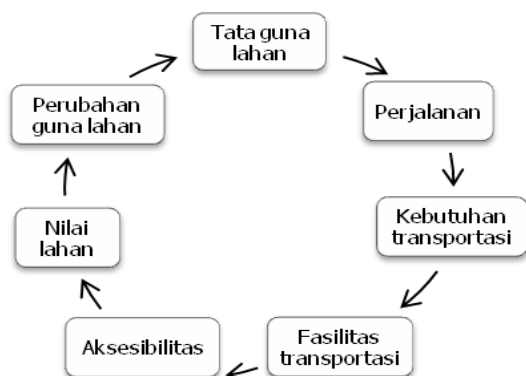 Tata guna
lahan
Perjalanan
Kebutuhan
transportasi
Fasilitas
transportasi
Aksesibilitas
Nilai
lahan
Perubahan
guna lahan